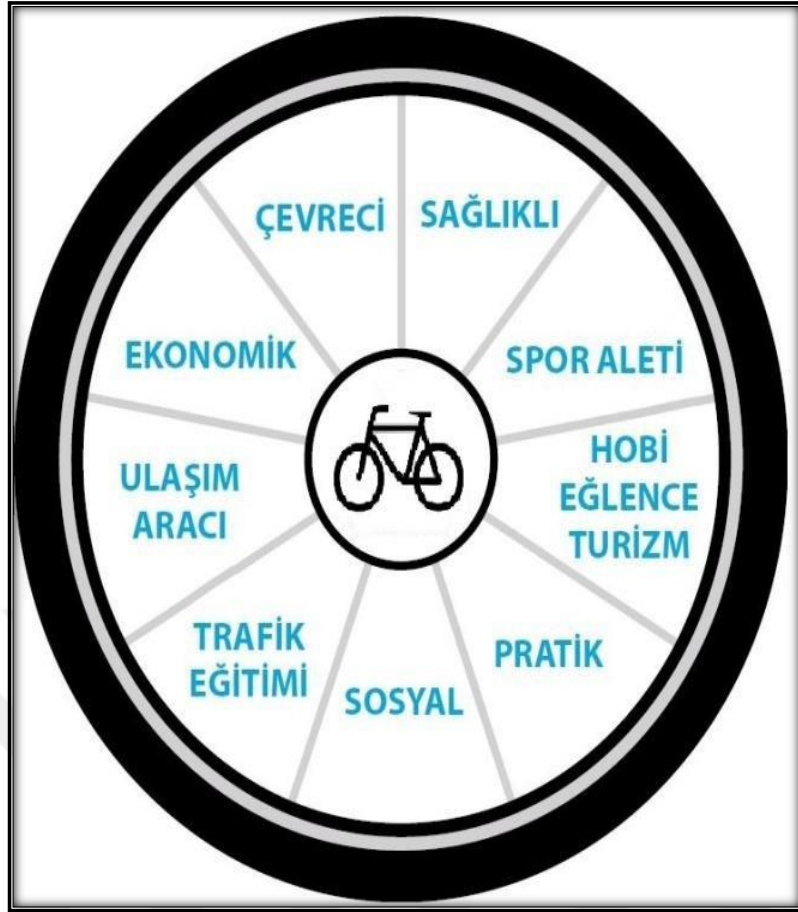 ÇEVRECİ
SAĞLIKLI
SPOR ALETİ
HOBİ
EĞLENCE
TURİZM
PRATİK
SOSYAL
TRAFİK
EĞİTİMİ
ULAŞIM
ARACI
EKONOMİK